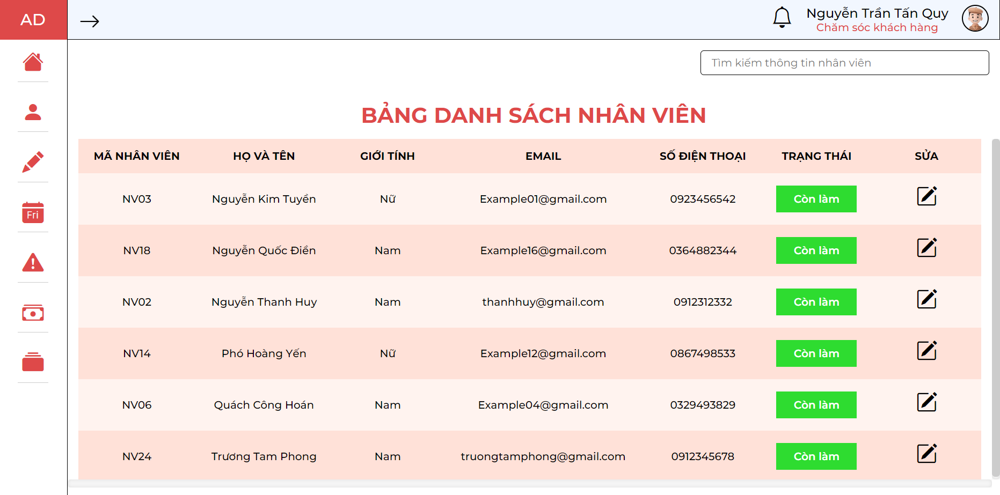 AD
Nguyễn Trần Tấn Quy
Chăm sóc khách hàng
Tìm kiếm thông tin nhân viên
BẢNG DANH SÁCH NHÂN VIÊN
MÃ NHÂN VIÊN HỌ VÀ TÊN GIỚI TÍNH EMAIL SỐ ĐIỆN THOẠI TRẠNG THÁI SỬA
NV03 Nguyễn Kim Tuyền Nữ Example01@gmail.com 0923456542 Còn làm
Fri
NV18 Nguyễn Quốc Điền Nam Example16@gmail.com 0364882344 Còn làm
NV02 Nguyễn Thanh Huy Nam thanhhuy@gmail.com 0912312332 Còn làm
NV14 Phó Hoàng Yến Nữ Example12@gmail.com 0867498533 Còn làm
NV06 Quách Công Hoán Nam Example04@gmail.com 0329493829 Còn làm
NV24 Trương Tam Phong Nam truongtamphong@gmail.com 0912345678 Còn làm